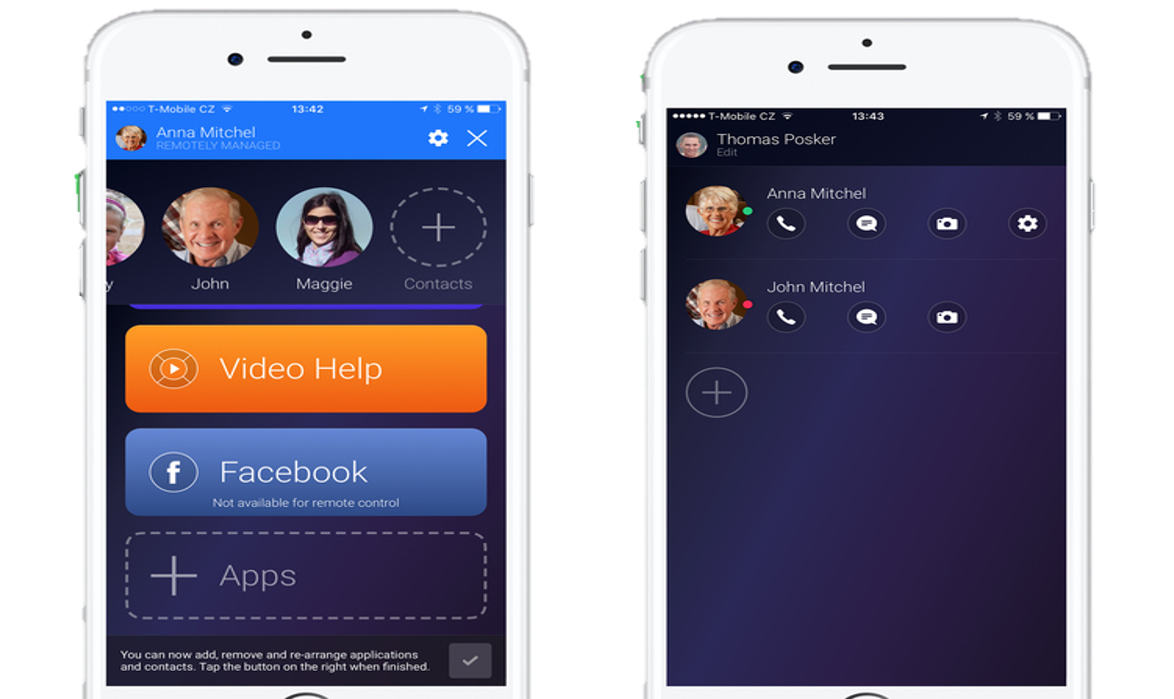 T-Mobile CZ 13:42 59 %
Anna Mitchel
REMOTELY MANAGED
y John Maggie Contacts
Video Help
f Facebook
Not available for remote control
Apps
You can now add, remove and re-arrange applications
and contacts. Tap the button on the right when finished.
T-Mobile CZ 13:43 59 %
Thomas Posker
Edit
Anna Mitchel
John Mitchel